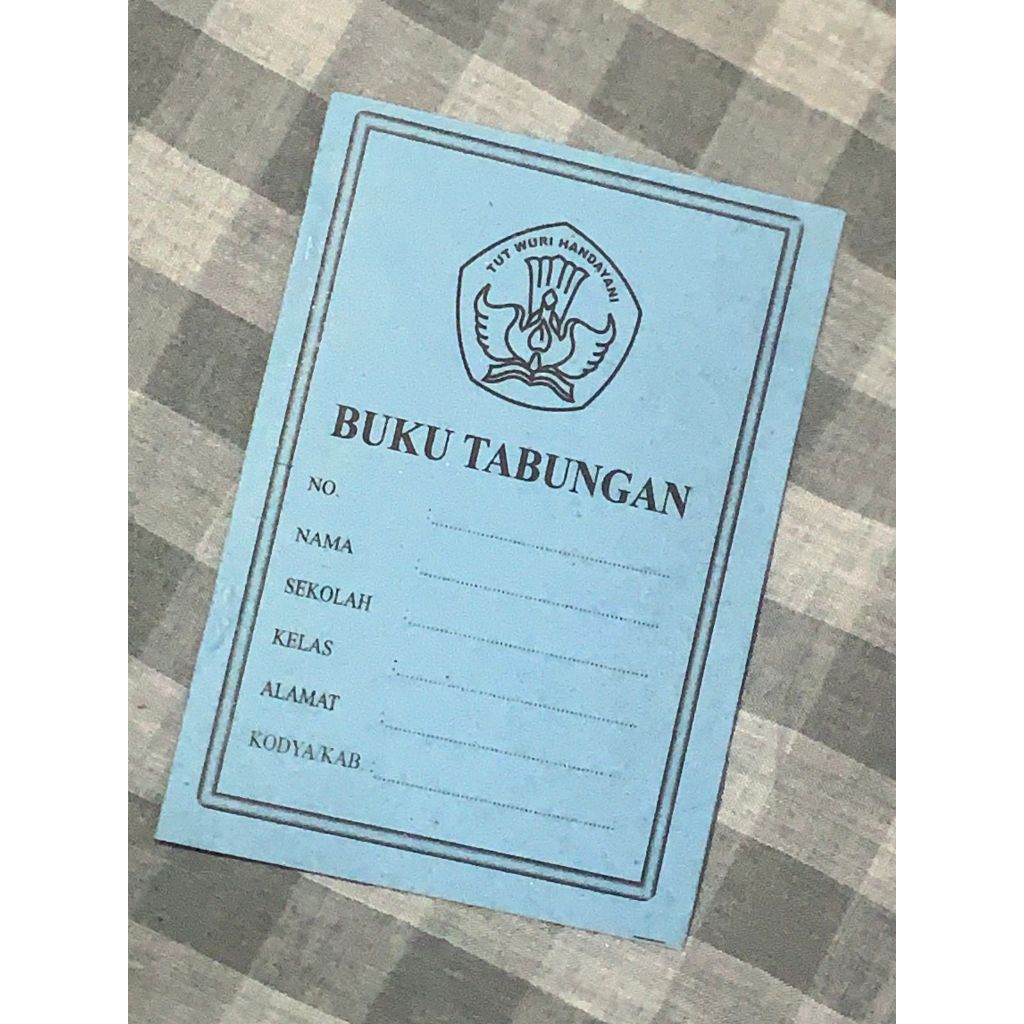 TUT WURI HANDAYANI
BUKU TABUNGAN
NO. :
NAMA :
SEKOLAH :
KELAS :
ALAMAT :
KODYA/KAB :